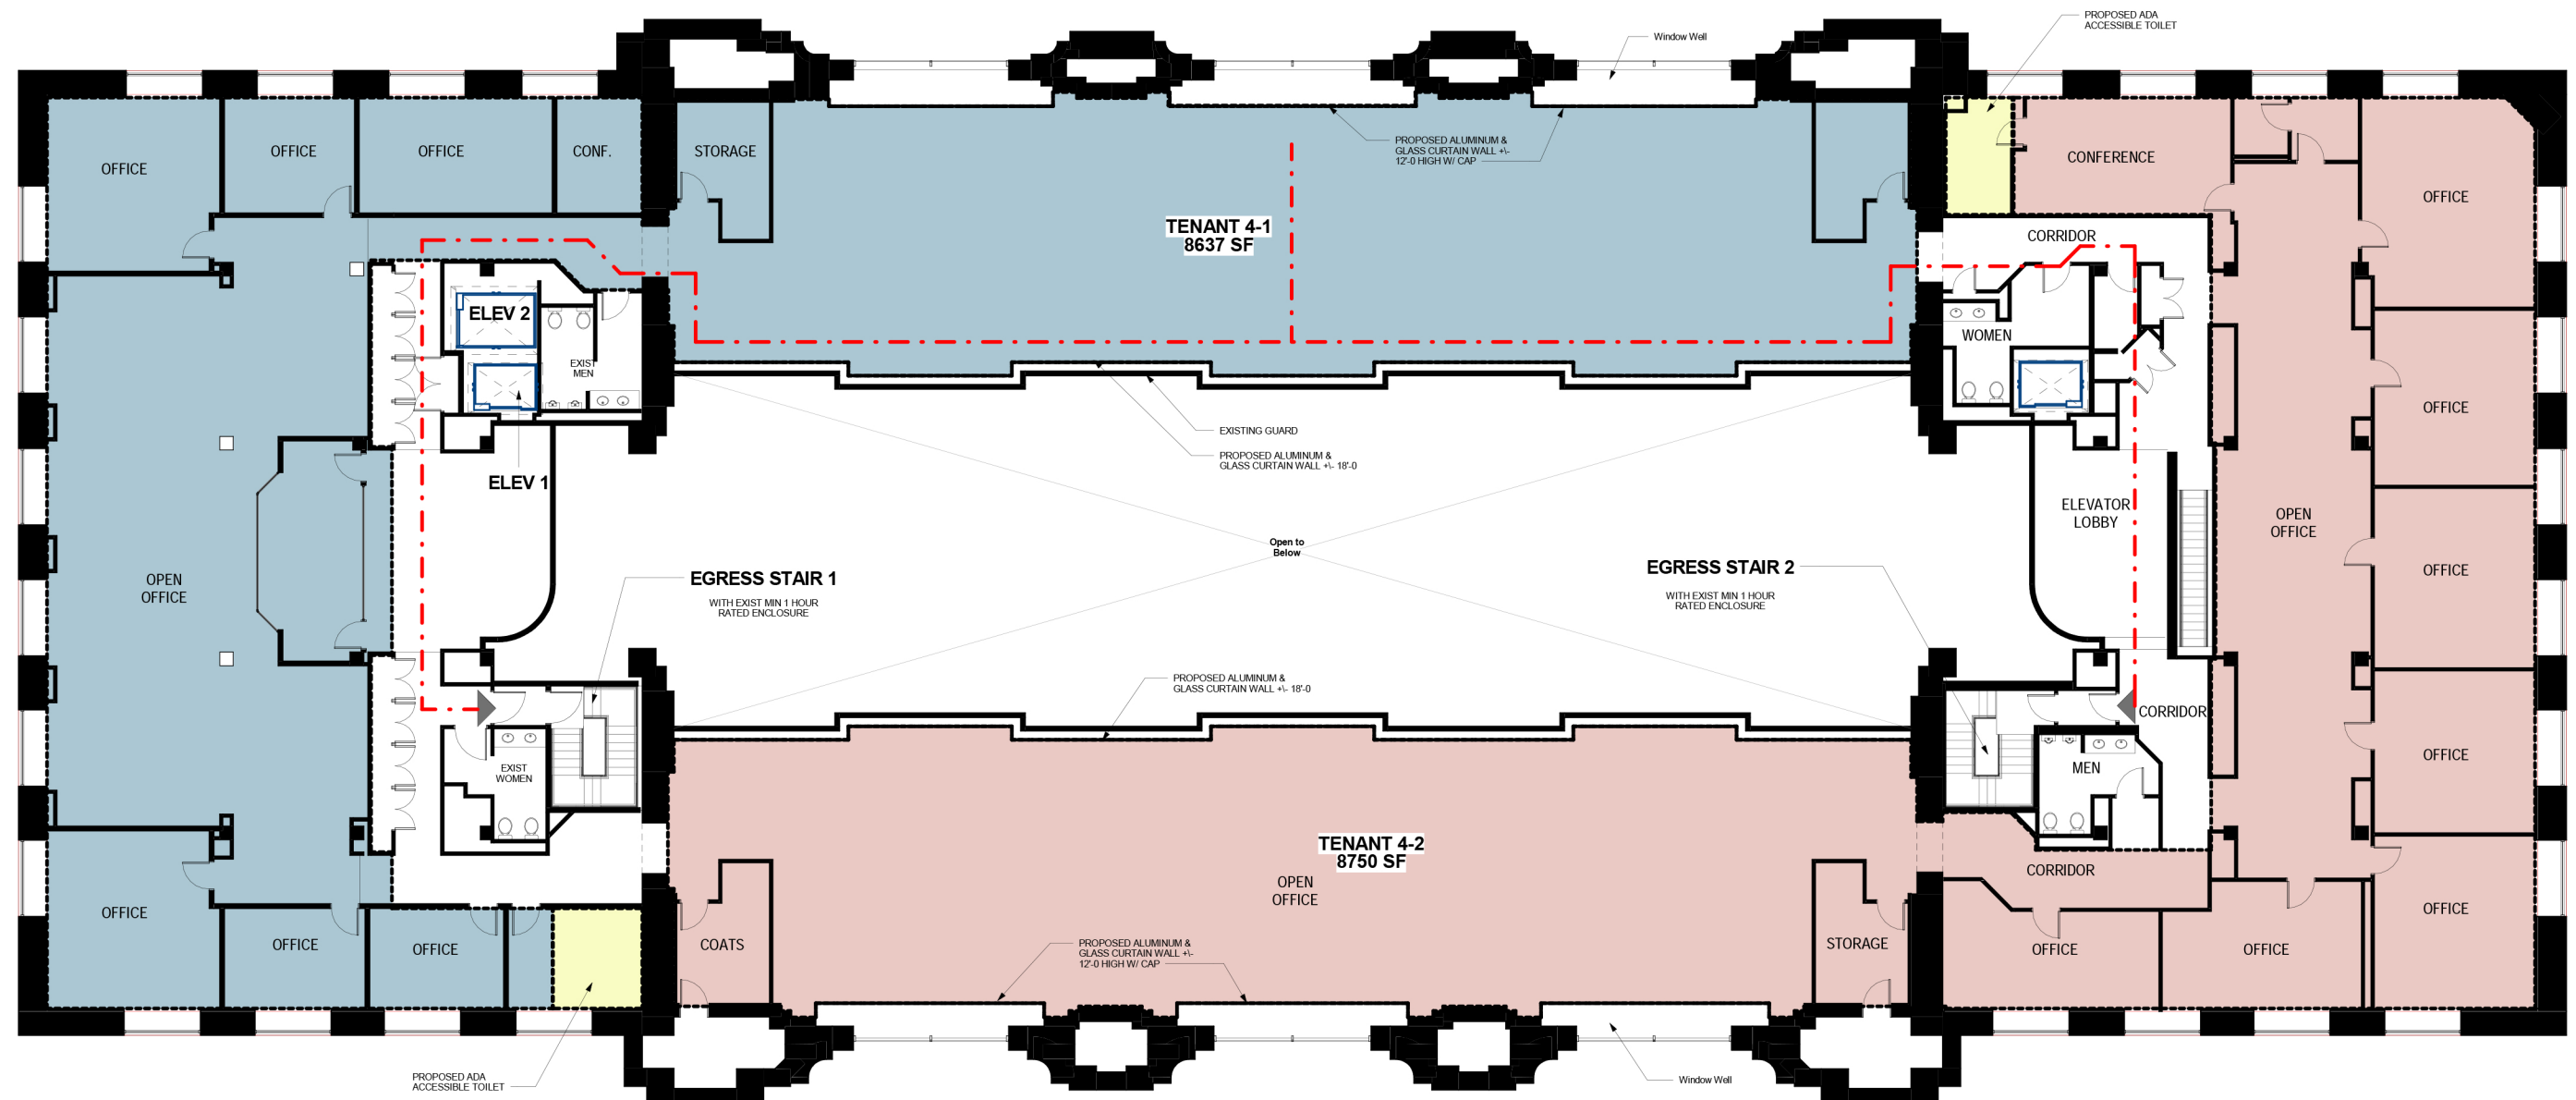 PROPOSED ADA
ACCESSIBLE TOILET
Window Well
OFFICE
OFFICE
OFFICE
CONF.
STORAGE
PROPOSED ALUMINUM &
GLASS CURTAIN WALL +\-
12'-0 HIGH W/ CAP
CONFERENCE
OFFICE
TENANT 4-1
8637 SF
CORRIDOR
ELEV 2
EXIST
MEN
WOMEN
OFFICE
EXISTING GUARD
PROPOSED ALUMINUM &
GLASS CURTAIN WALL +\- 18'-0
ELEV 1
ELEVATOR
LOBBY
OPEN
OFFICE
Open to
Below
OPEN
OFFICE
EGRESS STAIR 1
WITH EXIST MIN 1 HOUR
RATED ENCLOSURE
EGRESS STAIR 2
WITH EXIST MIN 1 HOUR
RATED ENCLOSURE
OFFICE
PROPOSED ALUMINUM &
GLASS CURTAIN WALL +\- 18'-0
CORRIDOR
OFFICE
EXIST
WOMEN
MEN
TENANT 4-2
8750 SF
OPEN
OFFICE
CORRIDOR
OFFICE
OFFICE
OFFICE
OFFICE
COATS
PROPOSED ALUMINUM &
GLASS CURTAIN WALL +\-
12'-0 HIGH W/ CAP
STORAGE
OFFICE
OFFICE
PROPOSED ADA
ACCESSIBLE TOILET
Window Well